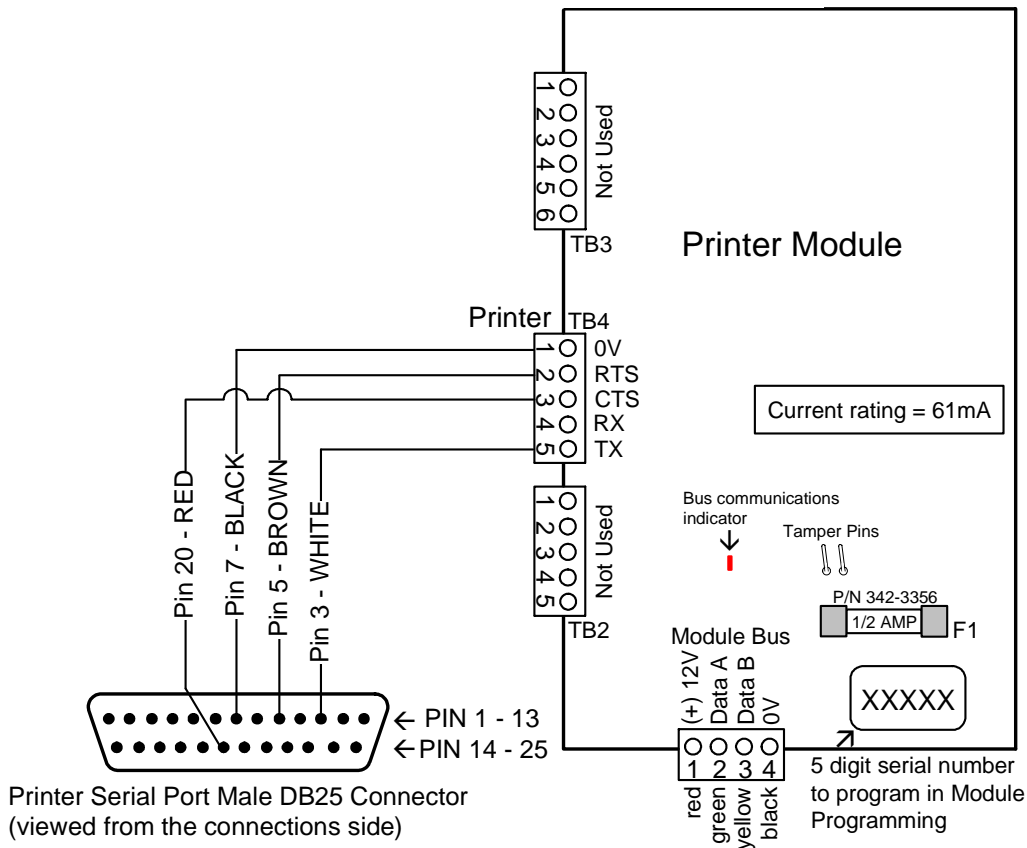 1
2
3
4
5
6
Not Used
TB3
Printer Module
Printer
TB4
1 0V
2 RTS
3 CTS
4 RX
5 TX
Current rating = 61mA
Pin 20 - RED
Pin 7 - BLACK
Pin 5 - BROWN
Pin 3 - WHITE
1
2
3
4
5
Not Used
TB2
Bus communications
indicator
Tamper Pins
P/N 342-3356
1/2 AMP
F1
Module Bus
(+) 12V
Data A
Data B
0V
1 2 3 4
red
green
yellow
black
XXXXX
5 digit serial number
to program in Module
Programming
PIN 1 - 13
PIN 14 - 25
Printer Serial Port Male DB25 Connector
(viewed from the connections side)